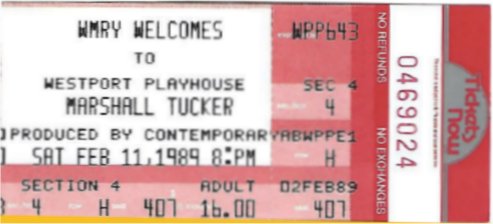 WMRY WELCOMES
TO
WESTPORT PLAYHOUSE
MARSHALL TUCKER
PRODUCED BY CONTEMPORARYABWPPE1
SAT FEB 11,1989 8:PM
SECTION 4 ADULT 02FEB89
4 H 407 16.00 407
WPP643
SEC 4
4
H
NO REFUNDS
NO EXCHANGES
0469024
Tickets
Now